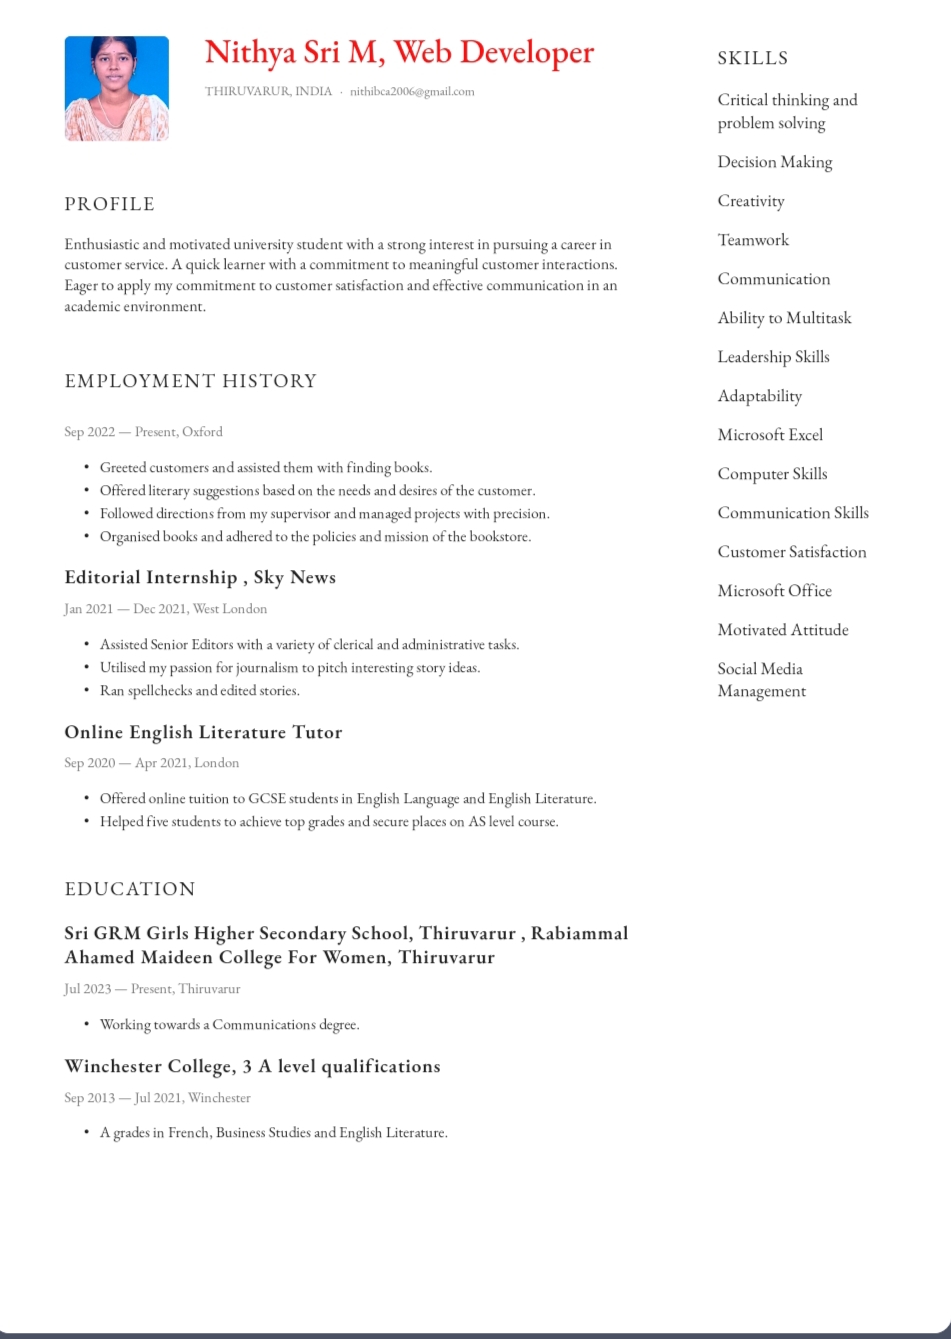 Nithya Sri M, Web Developer
THIRUVARUR, INDIA · nithibca2006@gmail.com
PROFILE
Enthusiastic and motivated university student with a strong interest in pursuing a career in
customer service. A quick learner with a commitment to meaningful customer interactions.
Eager to apply my commitment to customer satisfaction and effective communication in an
academic environment.
EMPLOYMENT HISTORY
Sep 2022 — Present, Oxford
• Greeted customers and assisted them with finding books.
• Offered literary suggestions based on the needs and desires of the customer.
• Followed directions from my supervisor and managed projects with precision.
• Organised books and adhered to the policies and mission of the bookstore.
Editorial Internship , Sky News
Jan 2021 — Dec 2021, West London
• Assisted Senior Editors with a variety of clerical and administrative tasks.
• Utilised my passion for journalism to pitch interesting story ideas.
• Ran spellchecks and edited stories.
Online English Literature Tutor
Sep 2020 — Apr 2021, London
• Offered online tuition to GCSE students in English Language and English Literature.
• Helped five students to achieve top grades and secure places on AS level course.
EDUCATION
Sri GRM Girls Higher Secondary School, Thiruvarur , Rabiammal
Ahamed Maideen College For Women, Thiruvarur
Jul 2023 — Present, Thiruvarur
• Working towards a Communications degree.
Winchester College, 3 A level qualifications
Sep 2013 — Jul 2021, Winchester
• A grades in French, Business Studies and English Literature.
SKILLS
Critical thinking and
problem solving
Decision Making
Creativity
Teamwork
Communication
Ability to Multitask
Leadership Skills
Adaptability
Microsoft Excel
Computer Skills
Communication Skills
Customer Satisfaction
Microsoft Office
Motivated Attitude
Social Media
Management